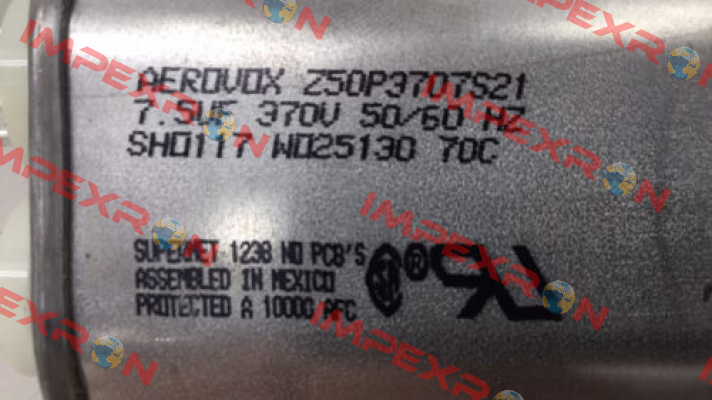 AEROVOX Z50P3707S21
7.5UF 370V 50/60 HZ
SH0117 W025130 70C
SUPERMET 1238 NO PCB'S
ASSEMBLED IN MEXICO
PROTECTED A 10000 AFC
IMPEXRON
IMPEXRON
IMPEXRON
IMPEXRON
IMPEXRON